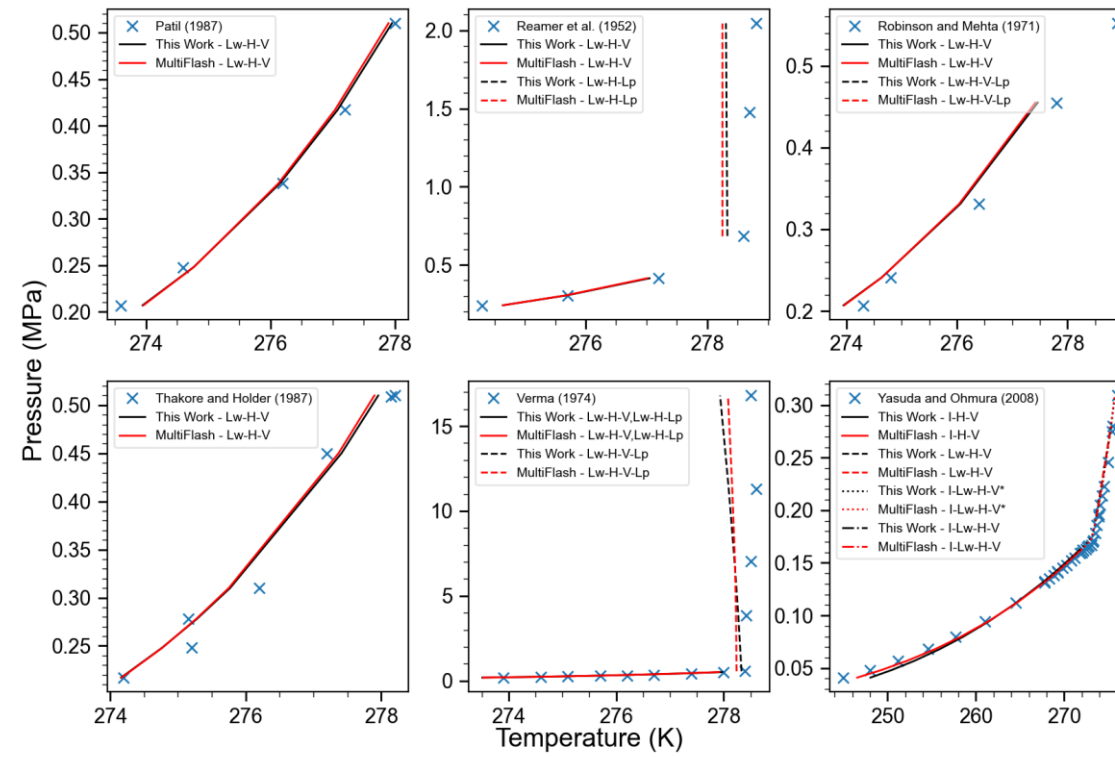 Pressure (MPa)
0.50
0.45
0.40
0.35
0.30
0.25
0.20
274
276
278
Patil (1987)
This Work - Lw-H-V
MultiFlash - Lw-H-V
2.0
1.5
1.0
0.5
276
278
Reamer et al. (1952)
This Work - Lw-H-V
MultiFlash - Lw-H-V
This Work - Lw-H-Lp
MultiFlash - Lw-H-Lp
0.5
0.4
0.3
0.2
274
276
278
Robinson and Mehta (1971)
This Work - Lw-H-V
MultiFlash - Lw-H-V
This Work - Lw-H-V-Lp
MultiFlash - Lw-H-V-Lp
0.50
0.45
0.40
0.35
0.30
0.25
274
276
278
Thakore and Holder (1987)
This Work - Lw-H-V
MultiFlash - Lw-H-V
15
10
5
0
274
275
276
277
278
Verma (1974)
This Work - Lw-H-V,Lw-H-Lp
MultiFlash - Lw-H-V,Lw-H-Lp
This Work - Lw-H-V-Lp
MultiFlash - Lw-H-V-Lp
0.30
0.25
0.20
0.15
0.10
0.05
250
260
270
Yasuda and Ohmura (2008)
This Work - I-H-V
MultiFlash - I-H-V
This Work - Lw-H-V
MultiFlash - Lw-H-V
This Work - I-Lw-H-V*
MultiFlash - I-Lw-H-V*
This Work - I-Lw-H-V
MultiFlash - I-Lw-H-V
Temperature (K)